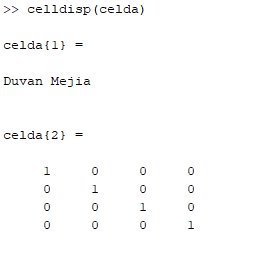 >> celldisp(celda)
celda{1} =
Duvan Mejia
celda{2} =
1 0 0 0
0 1 0 0
0 0 1 0
0 0 0 1